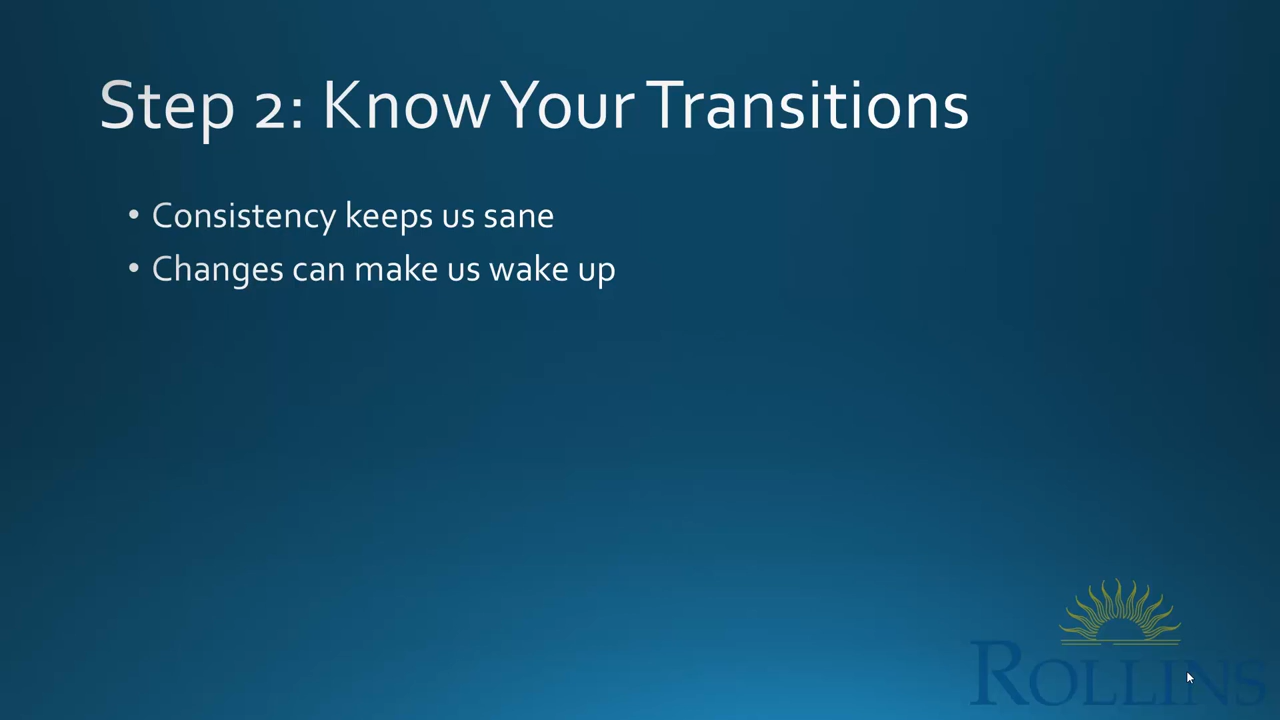 Step 2: Know Your Transitions
• Consistency keeps us sane
• Changes can make us wake up
ROLLINS